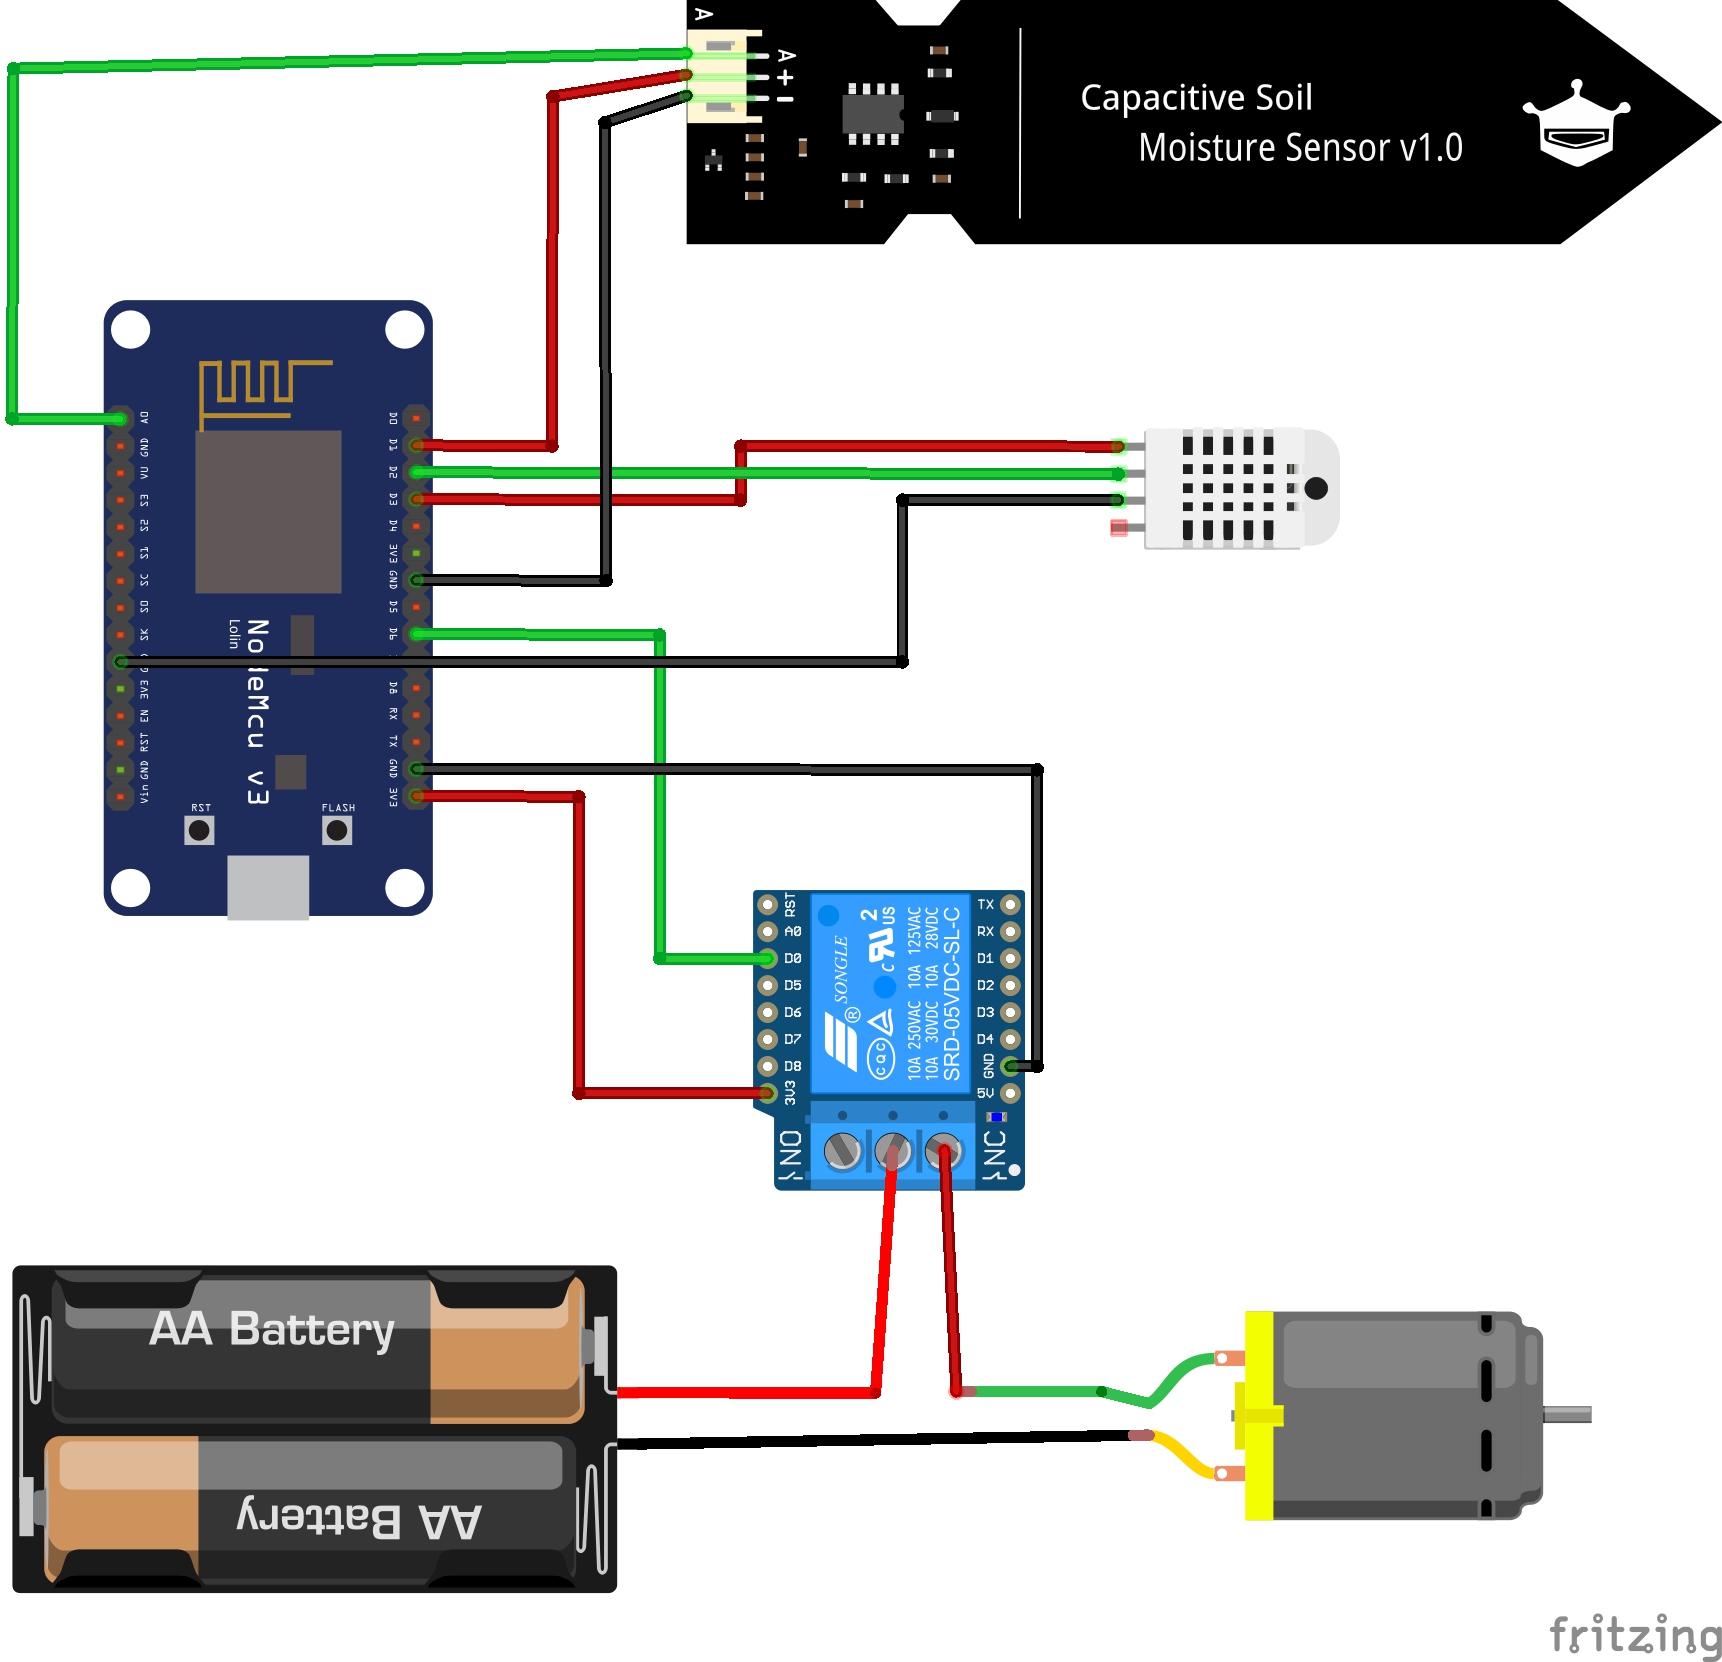 A
A
+
-
Capacitive Soil
Moisture Sensor v1.0
A0
GND
VU
S3
S2
S1
SC
S0
SK
G
3V3
EN
RST
GND
Vin
D0
D1
D2
D3
D4
3V3
GND
D5
D6
D8
RX
TX
GND
3V3
Lolin
NodeMcu v3
RST
FLASH
RST
A0
D0
D5
D6
D7
D8
3V3
TX
RX
D1
D2
D3
D4
GND
5V
SONGLE
®
CQC
c
US
2
10A 250VAC 10A 125VAC
10A 30VDC 10A 28VDC
SRD-05VDC-SL-C
NO
NC
AA Battery
AA Battery
fritzing